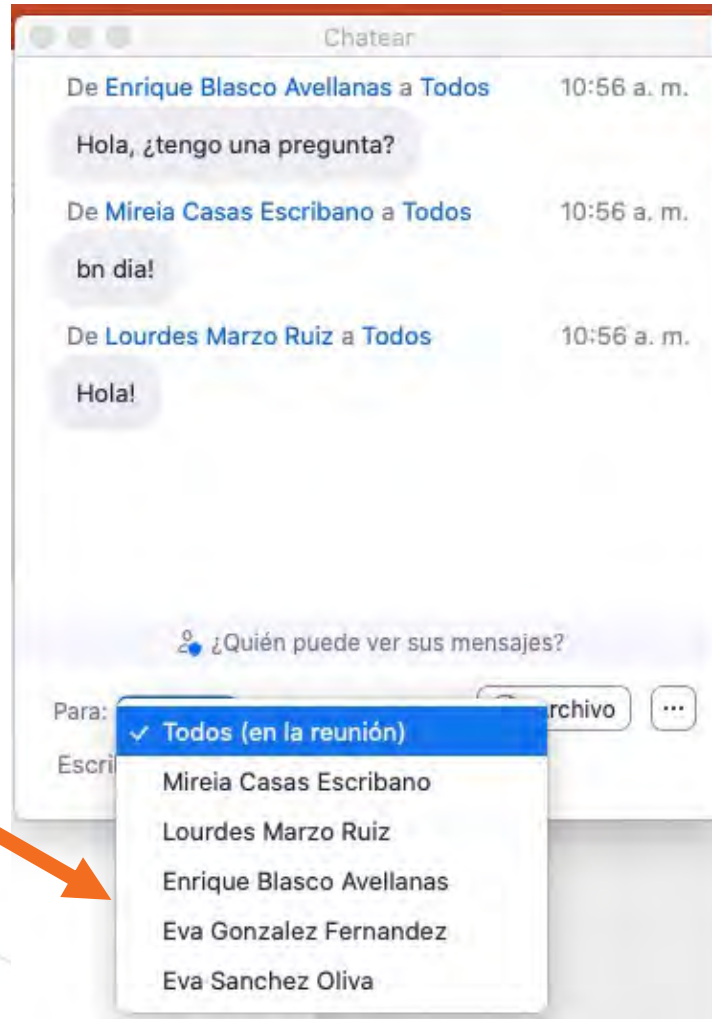 Chatear
De Enrique Blasco Avellanas a Todos 10:56 a. m.
Hola, ¿tengo una pregunta?
De Mireia Casas Escribano a Todos 10:56 a. m.
bn dia!
De Lourdes Marzo Ruiz a Todos 10:56 a. m.
Hola!
¿Quién puede ver sus mensajes?
Para: rchivo ...
Escri
✓ Todos (en la reunión)
Mireia Casas Escribano
Lourdes Marzo Ruiz
Enrique Blasco Avellanas
Eva Gonzalez Fernandez
Eva Sanchez Oliva